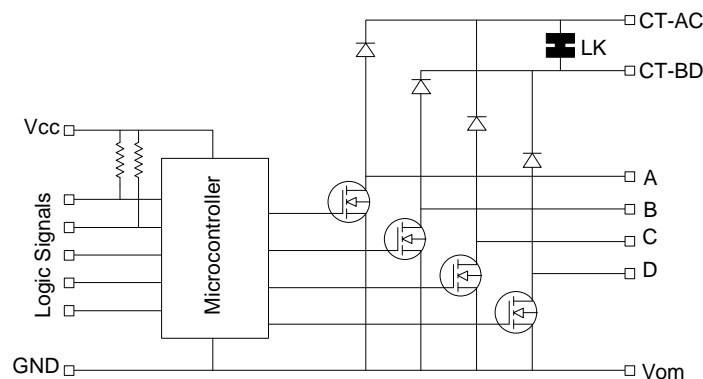 CT-AC
LK
CT-BD
Vcc
A
B
C
D
Logic Signals
Microcontroller
GND
Vom